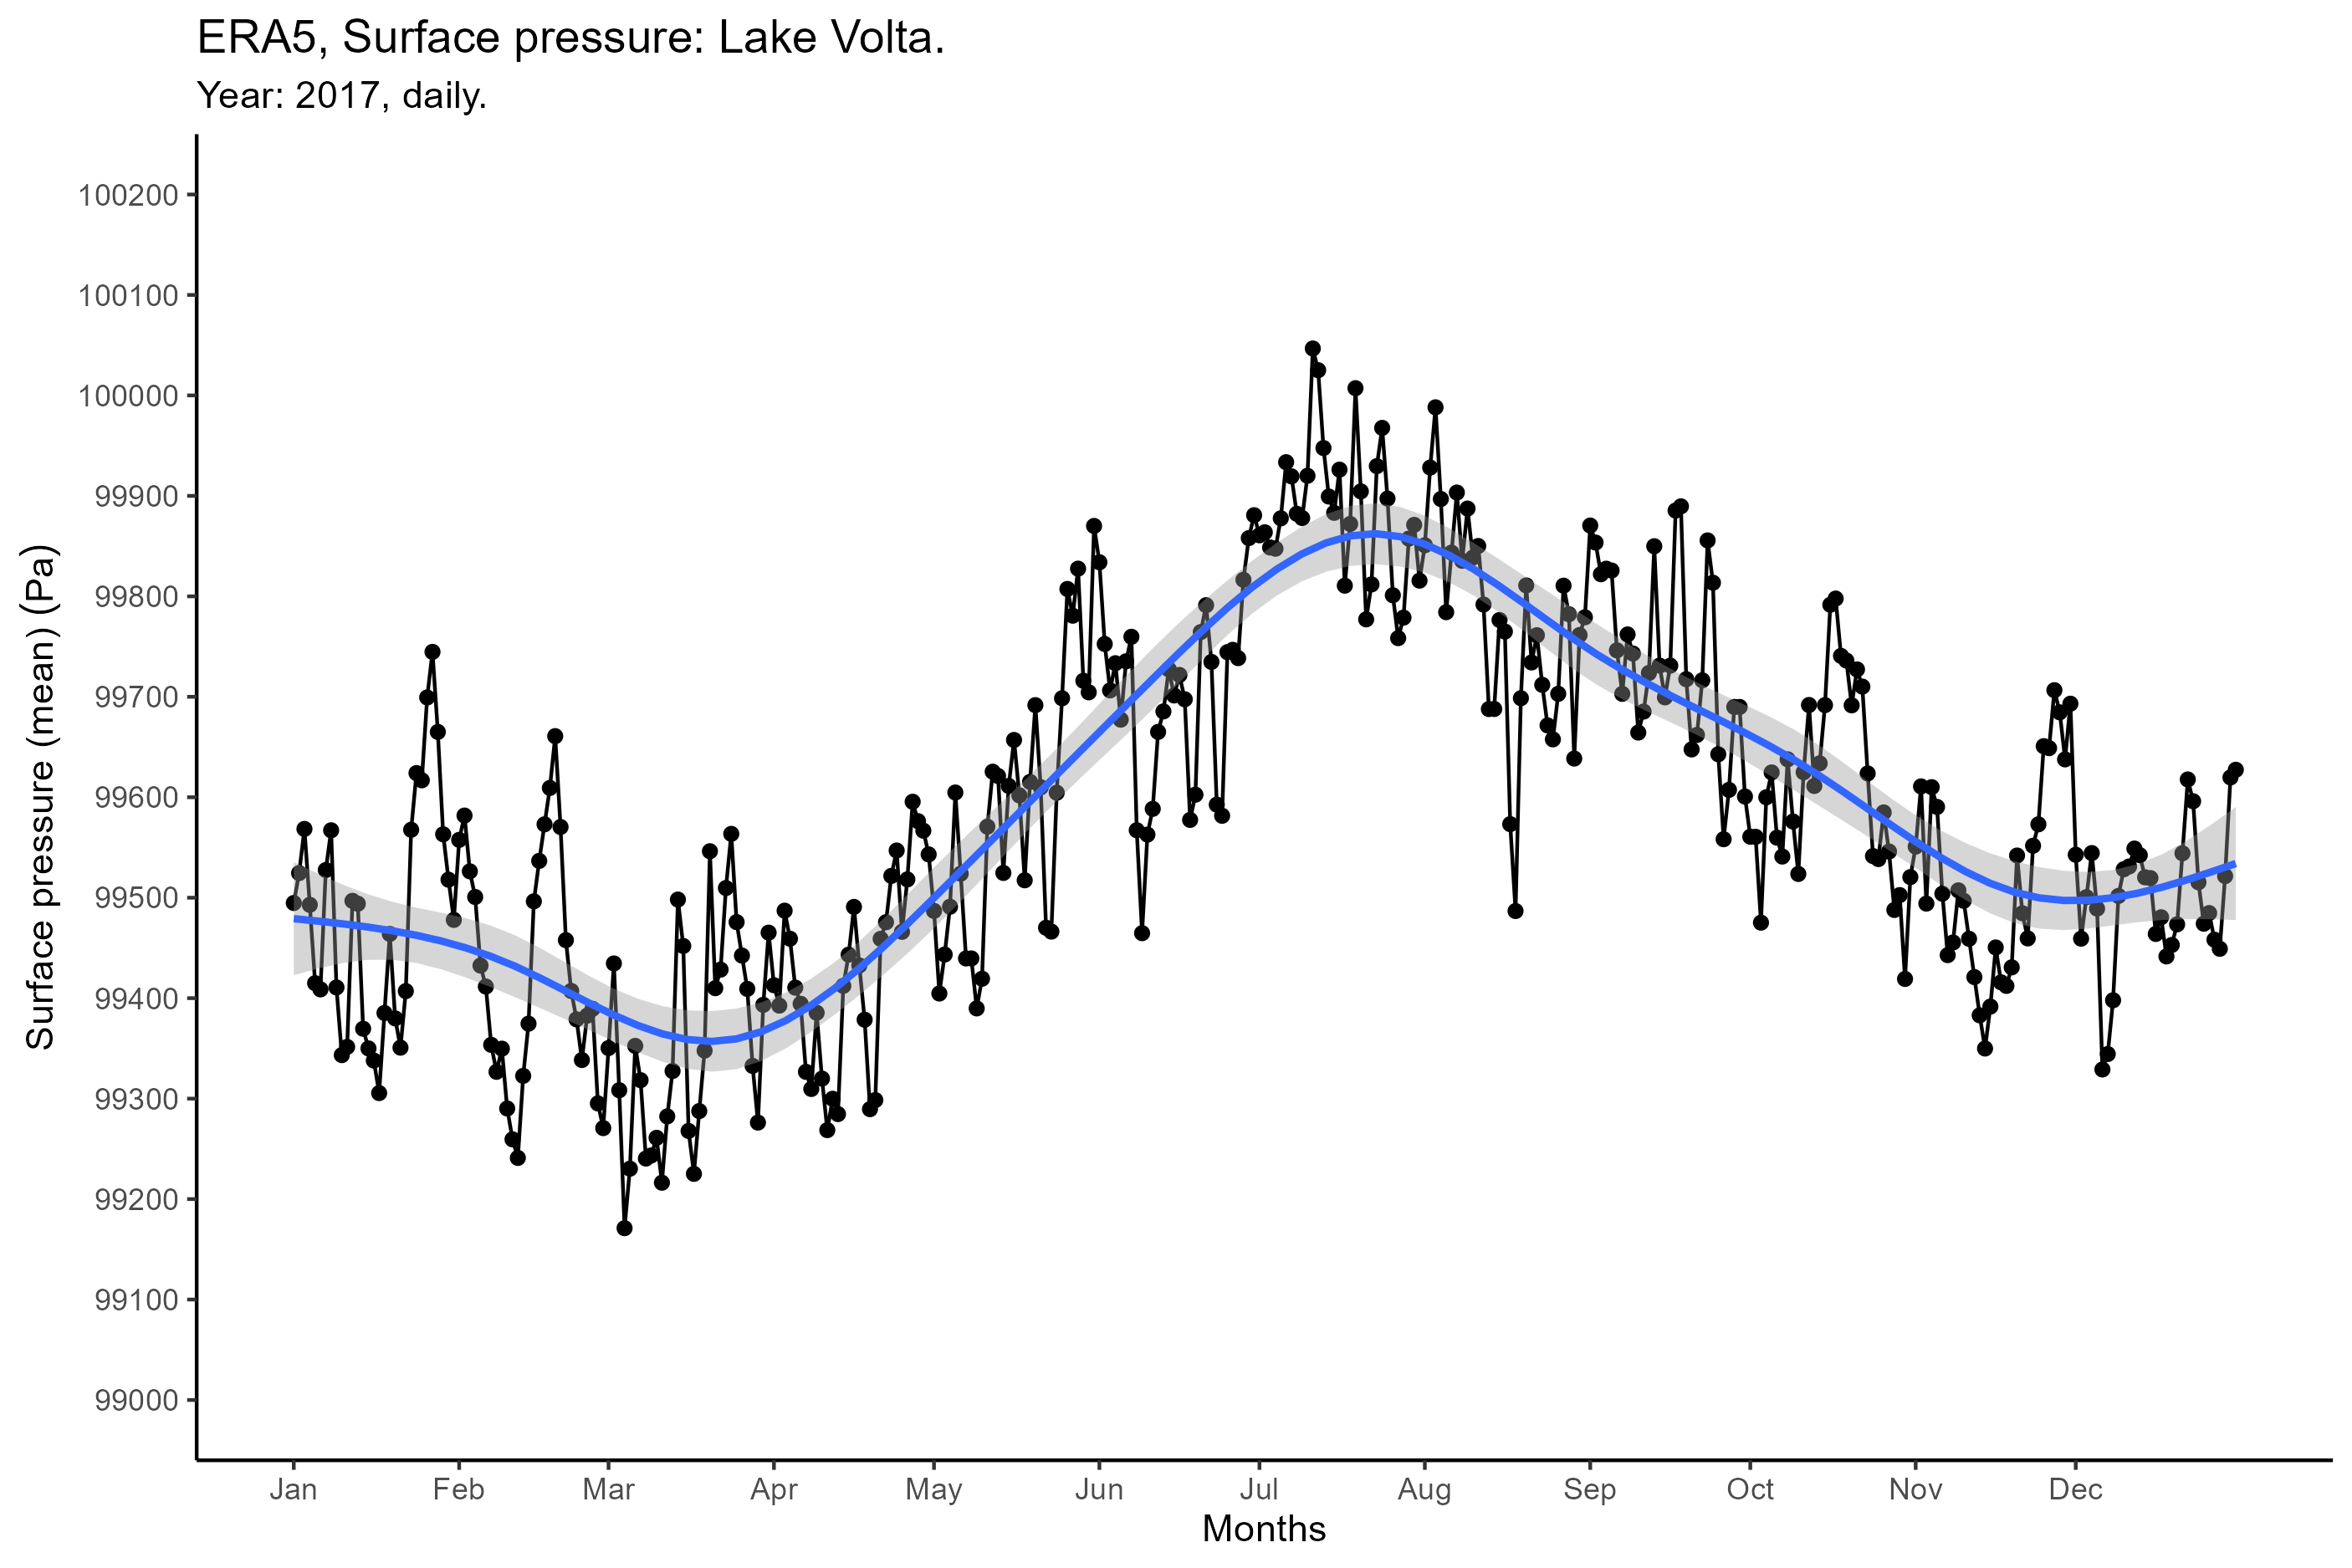 ERA5, Surface pressure: Lake Volta.
Year: 2017, daily.
Surface pressure (mean) (Pa)
100200
100100
100000
99900
99800
99700
99600
99500
99400
99300
99200
99100
99000
Jan Feb Mar Apr May Jun Jul Aug Sep Oct Nov Dec
Months